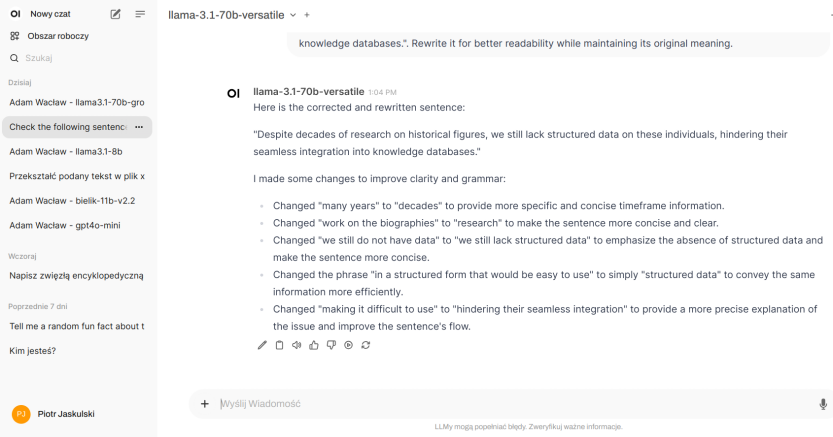 OI Nowy czat
Obszar roboczy
Szukaj
Dzisiaj
Adam Wacław - llama3.1-70b-gro
Check the following sentenc
Adam Wacław - llama3.1-8b
Przekształć podany tekst w plik x
Adam Wacław - bielik-11b-v2.2
Adam Wacław - gpt4o-mini
Wczoraj
Napisz zwięzłą encyklopedyczną
Poprzednie 7 dni
Tell me a random fun fact about t
Kim jesteś?
PJ Piotr Jaskulski
llama-3.1-70b-versatile
knowledge databases.". Rewrite it for better readability while maintaining its original meaning.
OI llama-3.1-70b-versatile 1:04 PM
Here is the corrected and rewritten sentence:
"Despite decades of research on historical figures, we still lack structured data on these individuals, hindering their
seamless integration into knowledge databases."
I made some changes to improve clarity and grammar:
Changed "many years" to "decades" to provide more specific and concise timeframe information.
Changed "work on the biographies" to "research" to make the sentence more concise and clear.
Changed "we still do not have data" to "we still lack structured data" to emphasize the absence of structured data and
make the sentence more concise.
Changed the phrase "in a structured form that would be easy to use" to simply "structured data" to convey the same
information more efficiently.
Changed "making it difficult to use" to "hindering their seamless integration" to provide a more precise explanation of
the issue and improve the sentence's flow.
Wyślij Wiadomość
LLMy mogą popełniać błędy. Zweryfikuj ważne informacje.